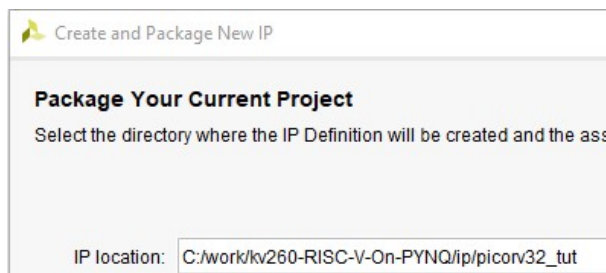 Create and Package New IP
Package Your Current Project
Select the directory where the IP Definition will be created and the
IP location: C:/work/kv260-RISC-V-On-PYNQ/ip/picorv32_tut